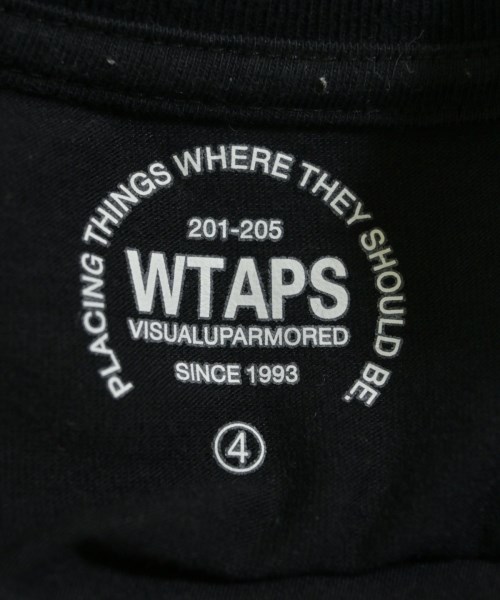 PLACING THINGS WHERE THEY SHOULD BE.
201-205
WTAPS
VISUALUPARMORED
SINCE 1993
4